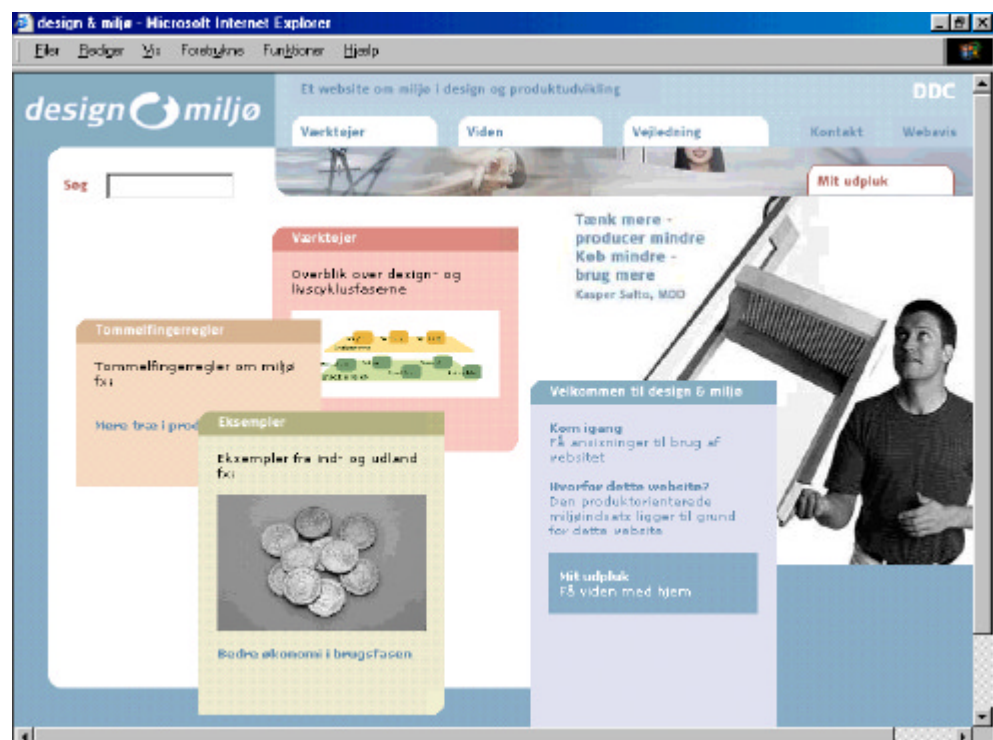 design & miljø - Microsoft Internet Explorer
Filer Rediger Vis Foretrukne Funktioner Hjælp
design miljø
Et website om miljø i design og produktudvikling
DDC
Værktøjer Viden Vejledning Kontakt Webavis
Søg
Mit udpluk
Tænk mere -
producer mindre
Køb mindre -
brug mere
Kasper Salto, MDD
Værktøjer
Overblik over design- og
livscyklusfaserne
Tommelfingerregler
Tommelfingerregler om miljø
fx:
Mere træ i prod
Eksempler
Eksempler fra ind- og udland
fx:
Bedre økonomi i brugsfasen
Velkommen til design & miljø
Kom igang
Få anvisninger til brug af
websitet
Hvorfor dette website?
Den produktorienterede
miljøindsats ligger til grund
for dette website
Mit udpluk
Få viden med hjem